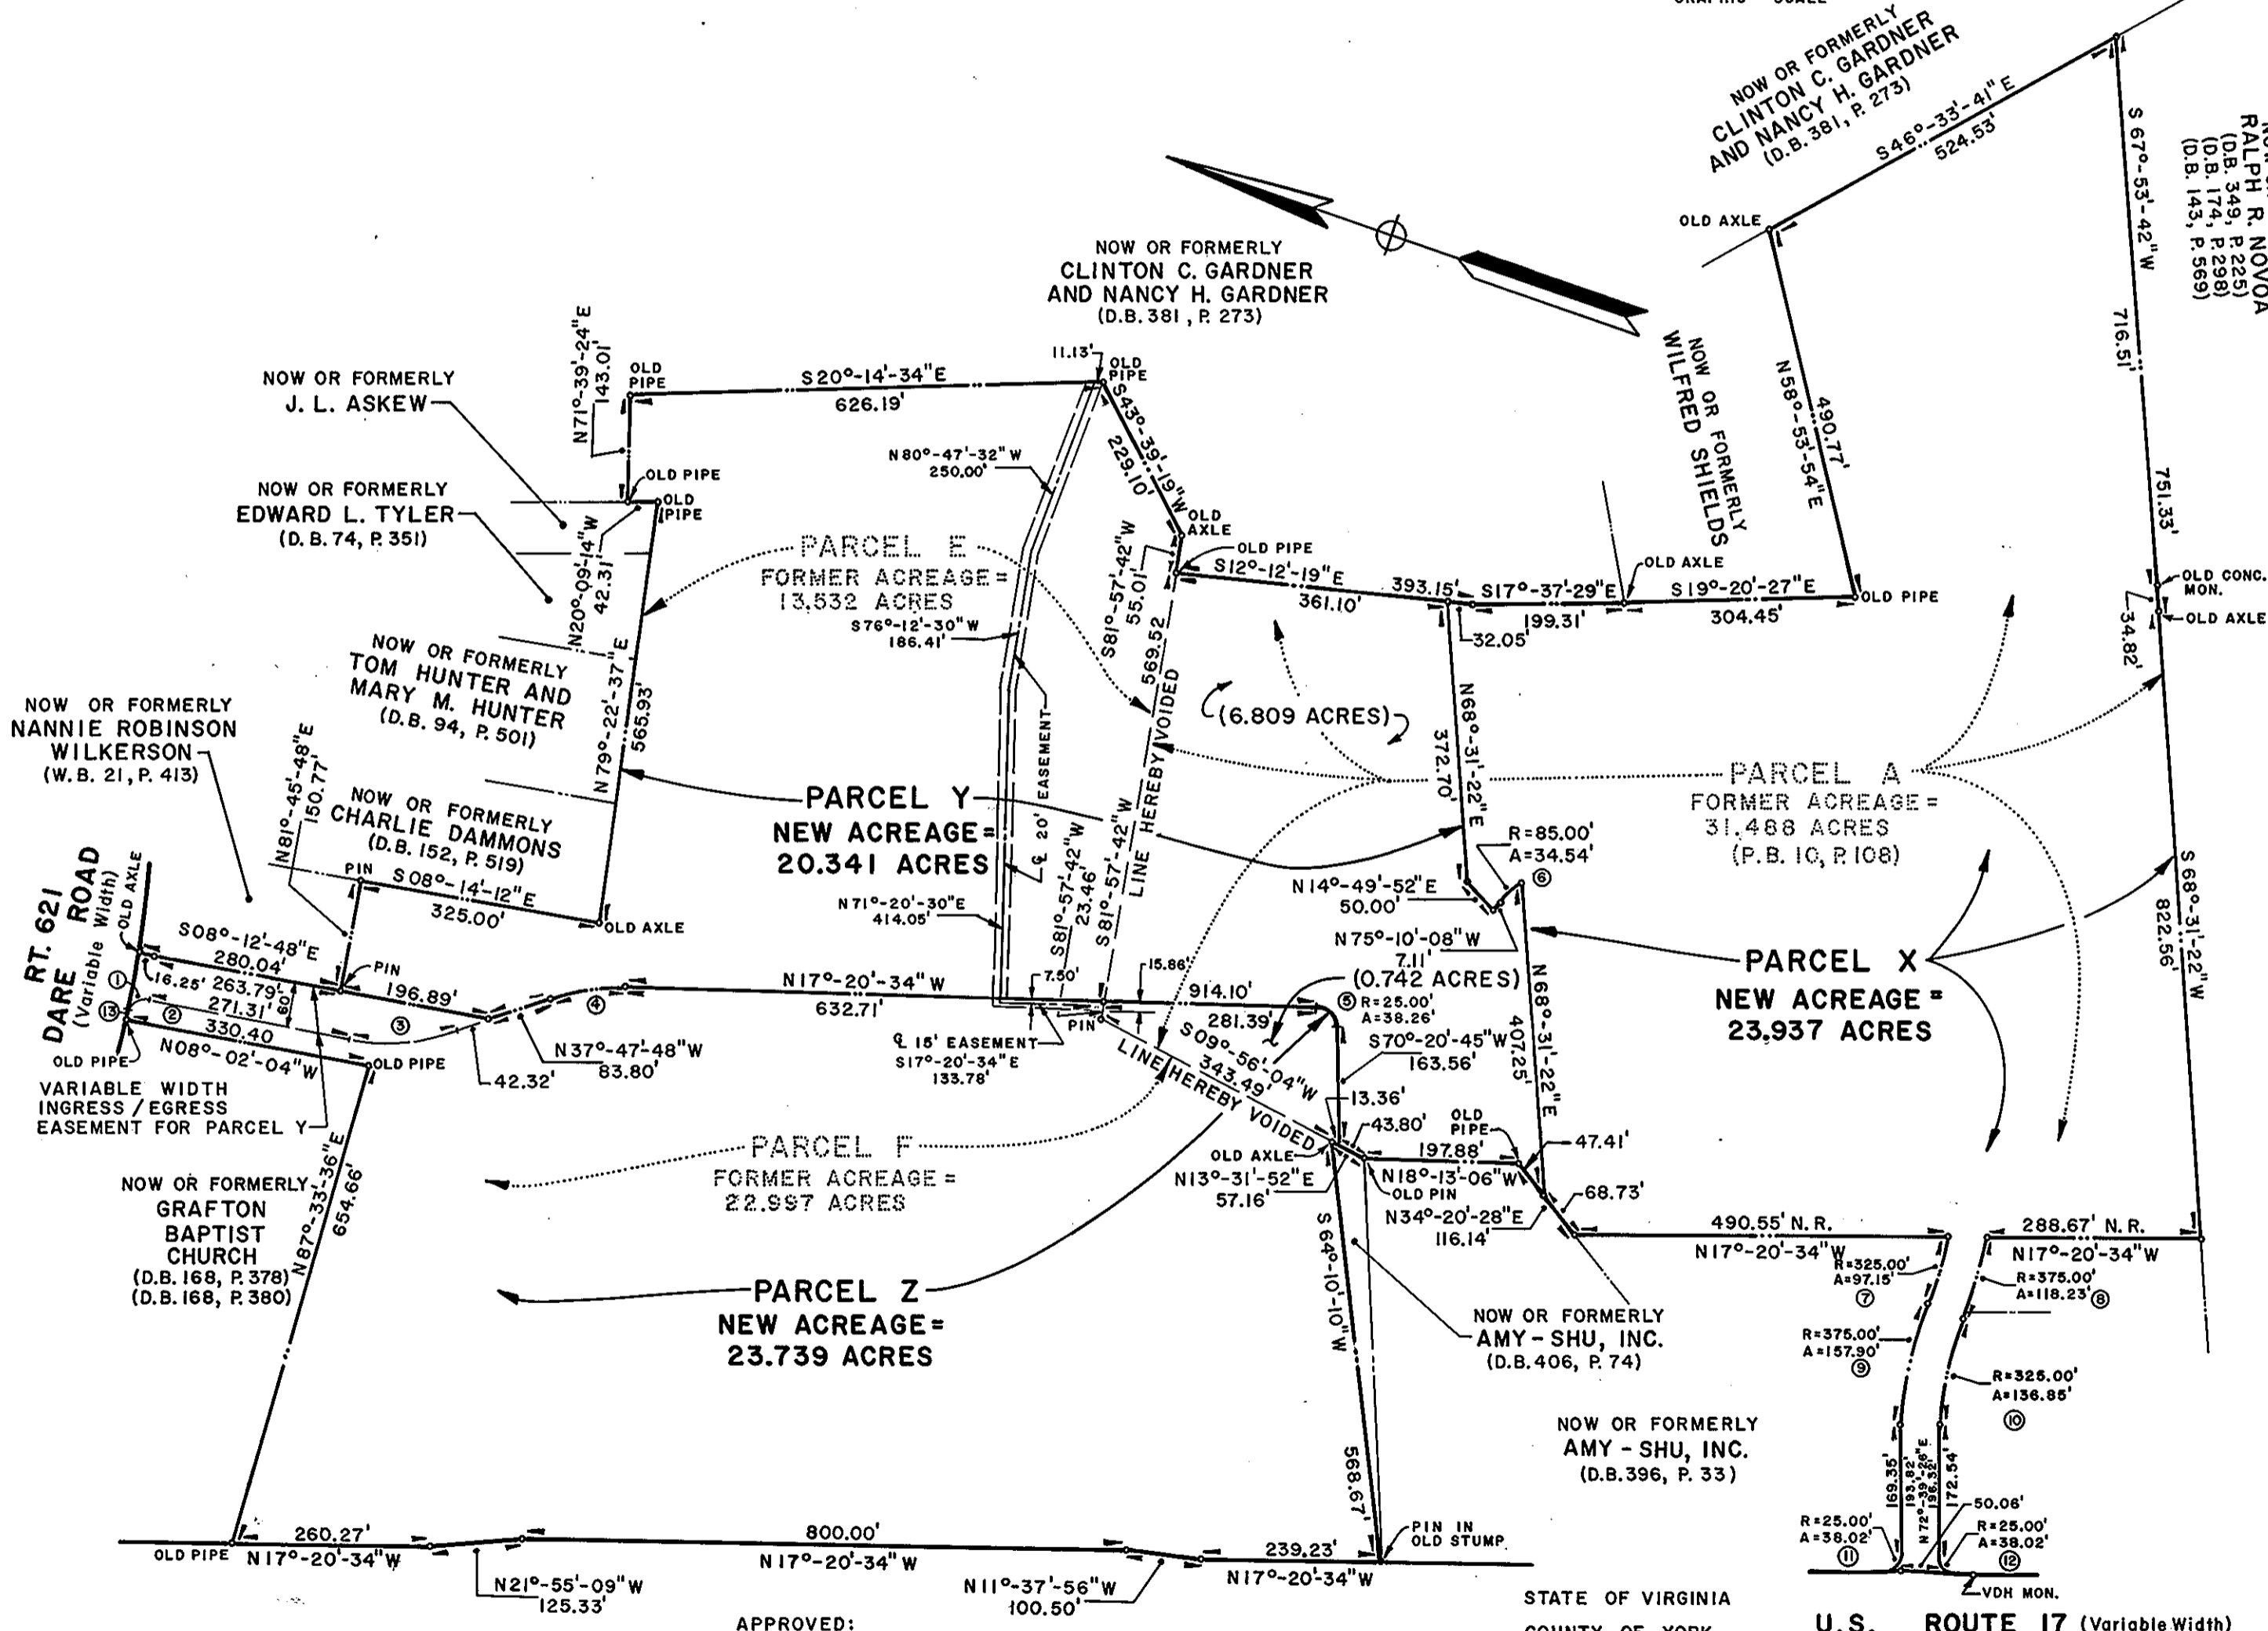 GRAPHIC SCALE
NOW OR FORMERLY
CLINTON C. GARDNER
AND NANCY H. GARDNER
(D.B. 381, P. 273)
S46°-33'-41"E
524.53'
S 67°-53'-42"W
716.51'
751.33'
RALPH R. NOVOA
(D.B. 349, P.225)
(D.B. 174, P.298)
(D.B. 143, P.569)
OLD AXLE
N58°-53'-54"E
490.77'
NOW OR FORMERLY
WILFRED SHIELDS
NOW OR FORMERLY
CLINTON C. GARDNER
AND NANCY H. GARDNER
(D.B. 381, P. 273)
11.13'
OLD
PIPE
S43°-39'-19"W
229.10'
OLD
AXLE
OLD
PIPE
S20°-14'-34"E
626.19'
N71°-39'-24"E
143.01'
NOW OR FORMERLY
J. L. ASKEW
OLD PIPE
OLD
PIPE
N20°-09'-14"W
42.31'
NOW OR FORMERLY
EDWARD L. TYLER
(D.B. 74, P. 351)
N80°-47'-32"W
250.00'
PARCEL E
FORMER ACREAGE=
13.532 ACRES
S76°-12'-30"W
186.41'
S81°-57'-42"W
55.01'
569.52
OLD PIPE
S12°-12'-19"E
361.10'
393.15'
S17°-37'-29"E
199.31'
32.05'
OLD AXLE
S19°-20'-27"E
304.45'
OLD PIPE
OLD CONC.
MON.
OLD AXLE
34.82'
NOW OR FORMERLY
TOM HUNTER AND
MARY M. HUNTER
(D.B. 94, P. 501)
N79°-22'-37"E
565.93'
(6.809 ACRES)
N68°-31'-22"E
372.70'
NOW OR FORMERLY
NANNIE ROBINSON
WILKERSON
(W.B. 21, P. 413)
N81°-45'-48"E
150.77'
NOW OR FORMERLY
CHARLIE DAMMONS
(D.B. 152, P. 519)
PIN
S08°-14'-12"E
325.00'
OLD AXLE
PARCEL Y
NEW ACREAGE=
20.341 ACRES
℄ 20' EASEMENT
N71°-20'-30"E
414.05'
S81°-57'-42"W
23.46'
S81°-57'-42"W
LINE HEREBY VOIDED
PARCEL A
FORMER ACREAGE=
31.488 ACRES
(P.B. 10, P.108)
R=85.00'
A=34.54'
⑥
N14°-49'-52"E
50.00'
N75°-10'-08"W
7.11'
S 68°-31'-22"W
822.56'
PARCEL X
NEW ACREAGE=
23.937 ACRES
N68°-31'-22"E
407.25'
RT. 621
DARE ROAD
(Variable Width)
OLD AXLE
①
⑬
S08°-12'-48"E
280.04'
16.25'
263.79'
271.31'
60'
②
330.40
N08°-02'-04"W
OLD PIPE
PIN
196.89'
③
④
OLD PIPE
42.32'
N37°-47'-48"W
83.80'
VARIABLE WIDTH
INGRESS / EGRESS
EASEMENT FOR PARCEL Y
N17°-20'-34"W
632.71'
7.50'
15.86'
914.10'
281.39'
(0.742 ACRES)
⑤
R=25.00'
A=38.26'
PIN
℄ 15' EASEMENT
S17°-20'-34"E
133.78'
LINE HEREBY VOIDED
S09°-56'-04"W
343.49'
S70°-20'-45"W
163.56'
13.36'
43.80'
OLD AXLE
N13°-31'-52"E
57.16'
OLD
PIPE
197.88'
N18°-13'-06"W
OLD PIN
47.41'
68.73'
N34°-20'-28"E
116.14'
PARCEL F
FORMER ACREAGE=
22.997 ACRES
NOW OR FORMERLY
GRAFTON
BAPTIST
CHURCH
(D.B. 168, P. 378)
(D.B. 168, P. 380)
N87°-33'-36"E
654.66'
490.55' N.R.
N17°-20'-34"W
288.67' N.R.
N17°-20'-34"W
R=325.00'
A=97.15'
⑦
R=375.00'
A=118.23'
⑧
PARCEL Z
NEW ACREAGE=
23.739 ACRES
S 64°-10'-10"W
568.67'
NOW OR FORMERLY
AMY - SHU, INC.
(D.B.406, P. 74)
R=375.00'
A=157.90'
⑨
R=325.00'
A=136.85'
⑩
NOW OR FORMERLY
AMY - SHU, INC.
(D.B.396, P. 33)
169.35'
193.82'
N 72°-39'-26"E
196.32'
172.54'
50.06'
R=25.00'
A=38.02'
⑪
R=25.00'
A=38.02'
⑫
VDH MON.
OLD PIPE
260.27'
N17°-20'-34"W
N21°-55'-09"W
125.33'
800.00'
N17°-20'-34"W
N11°-37'-56"W
100.50'
239.23'
N17°-20'-34"W
PIN IN
OLD STUMP
APPROVED:
STATE OF VIRGINIA
COUNTY OF YORK
U.S. ROUTE 17 (Variable Width)